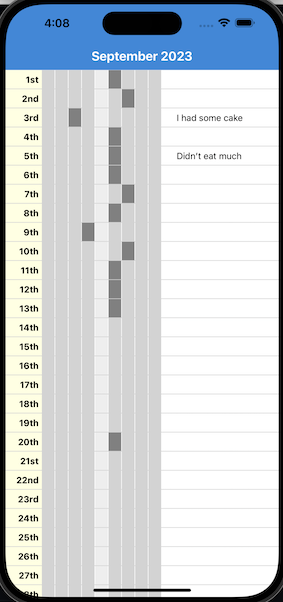 4:08
September 2023
1st
2nd
3rd I had some cake
4th
5th Didn't eat much
6th
7th
8th
9th
10th
11th
12th
13th
14th
15th
16th
17th
18th
19th
20th
21st
22nd
23rd
24th
25th
26th
27th
28th